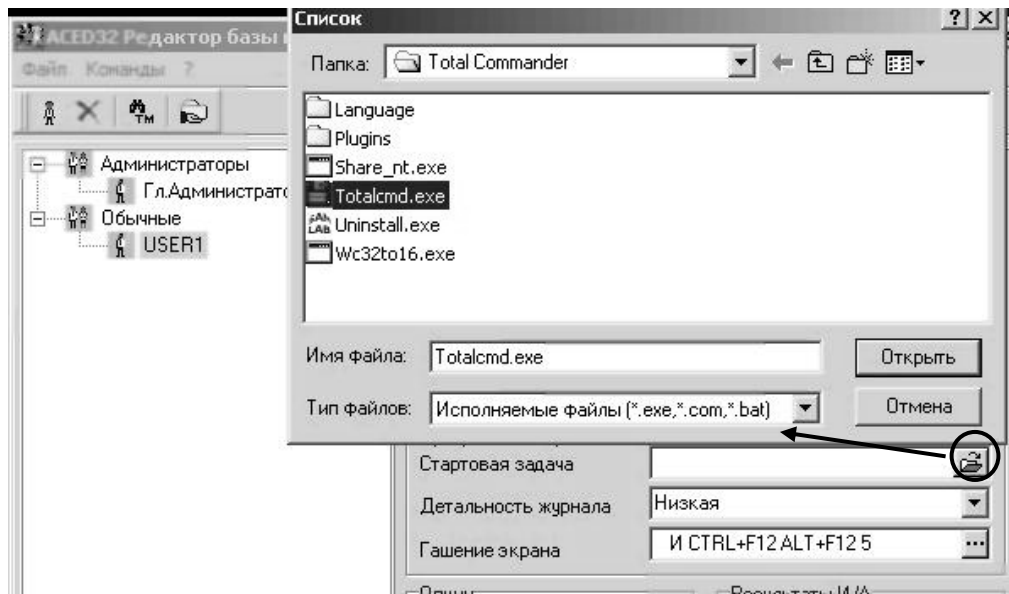 Список
ACED32 Редактор базы
Файл Команды ?
Папка: Total Commander
TM
Language
Plugins
Share_nt.exe
Totalcmd.exe
Uninstall.exe
Wc32to16.exe
Администраторы
Гл.Администрато
Обычные
USER1
Имя файла: Totalcmd.exe Открыть
Тип файлов: Исполняемые файлы (*.exe,*.com,*.bat) Отмена
Стартовая задача
Детальность журнала Низкая
Гашение экрана И CTRL+F12 ALT+F12 5 ...